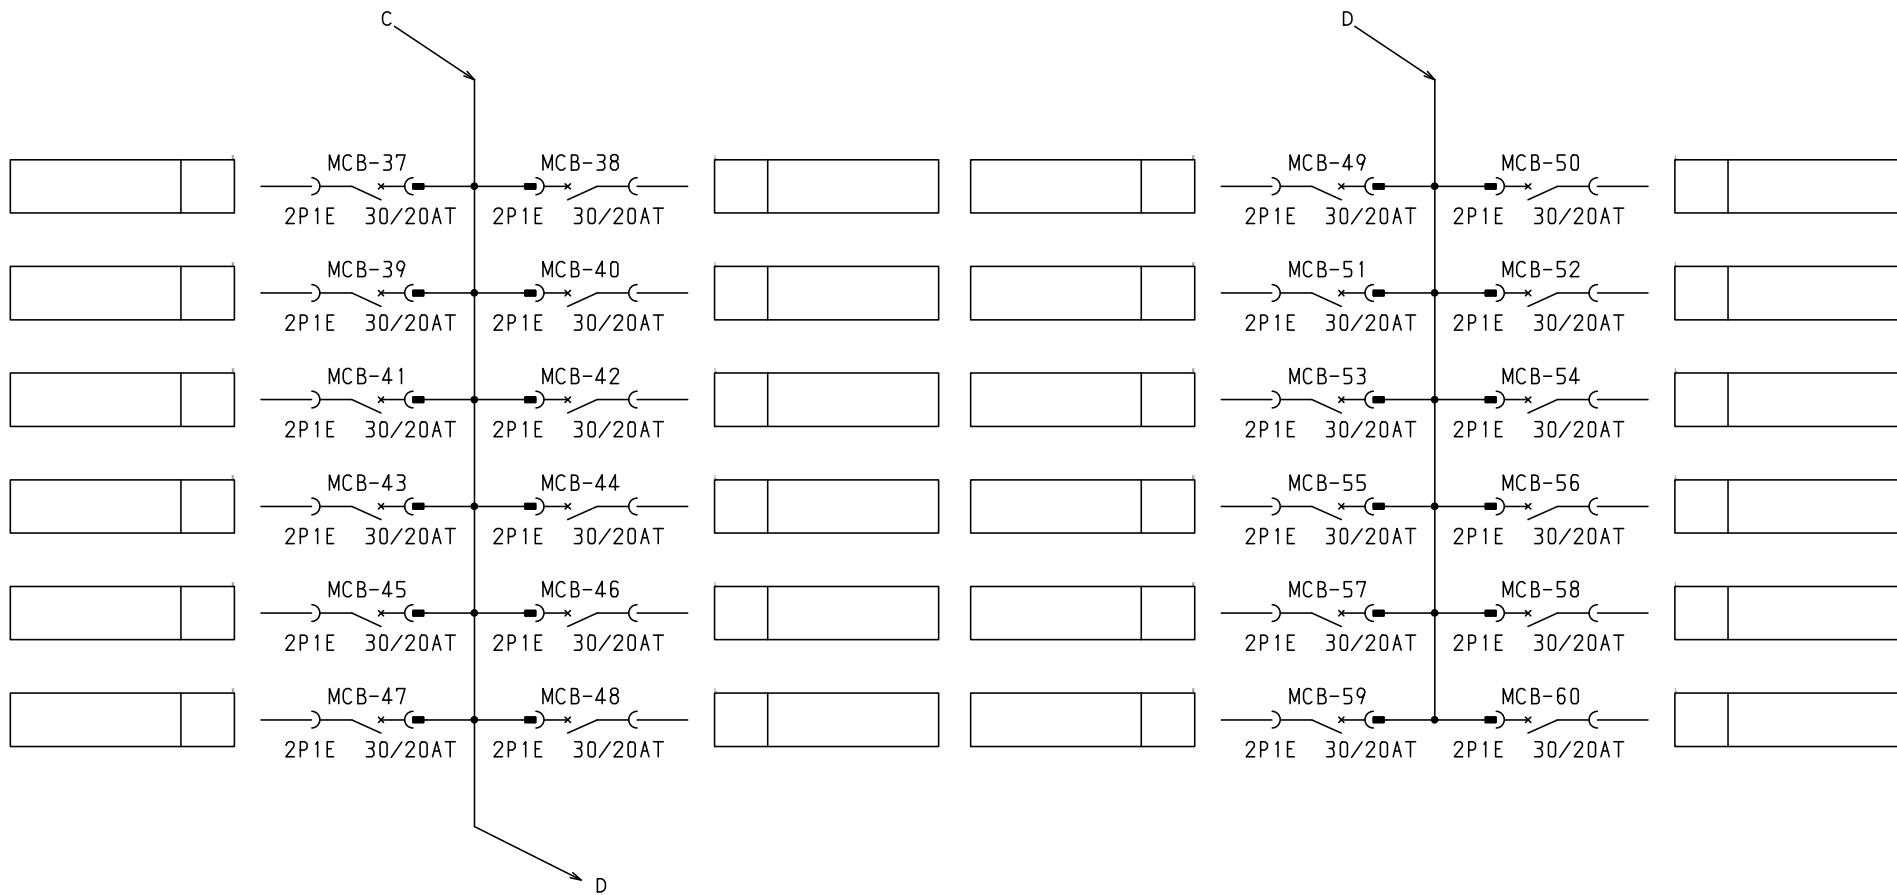 C D
MCB-37 MCB-38 MCB-49 MCB-50
2P1E 30/20AT 2P1E 30/20AT 2P1E 30/20AT 2P1E 30/20AT
MCB-39 MCB-40 MCB-51 MCB-52
2P1E 30/20AT 2P1E 30/20AT 2P1E 30/20AT 2P1E 30/20AT
MCB-41 MCB-42 MCB-53 MCB-54
2P1E 30/20AT 2P1E 30/20AT 2P1E 30/20AT 2P1E 30/20AT
MCB-43 MCB-44 MCB-55 MCB-56
2P1E 30/20AT 2P1E 30/20AT 2P1E 30/20AT 2P1E 30/20AT
MCB-45 MCB-46 MCB-57 MCB-58
2P1E 30/20AT 2P1E 30/20AT 2P1E 30/20AT 2P1E 30/20AT
MCB-47 MCB-48 MCB-59 MCB-60
2P1E 30/20AT 2P1E 30/20AT 2P1E 30/20AT 2P1E 30/20AT
D